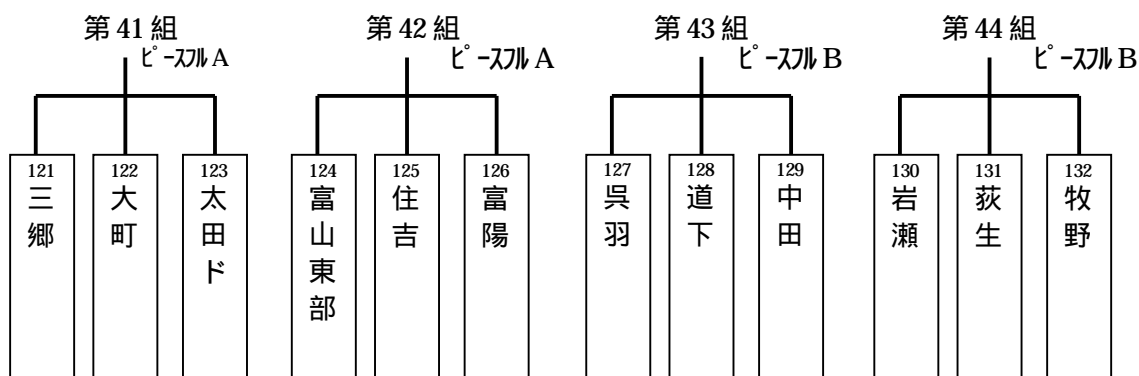 第41組
ﾋﾟｰｽﾌﾙA
121
三郷
122
大町
123
太田ド
第42組
ﾋﾟｰｽﾌﾙA
124
富山東部
125
住吉
126
富陽
第43組
ﾋﾟｰｽﾌﾙB
127
呉羽
128
道下
129
中田
第44組
ﾋﾟｰｽﾌﾙB
130
岩瀬
131
荻生
132
牧野